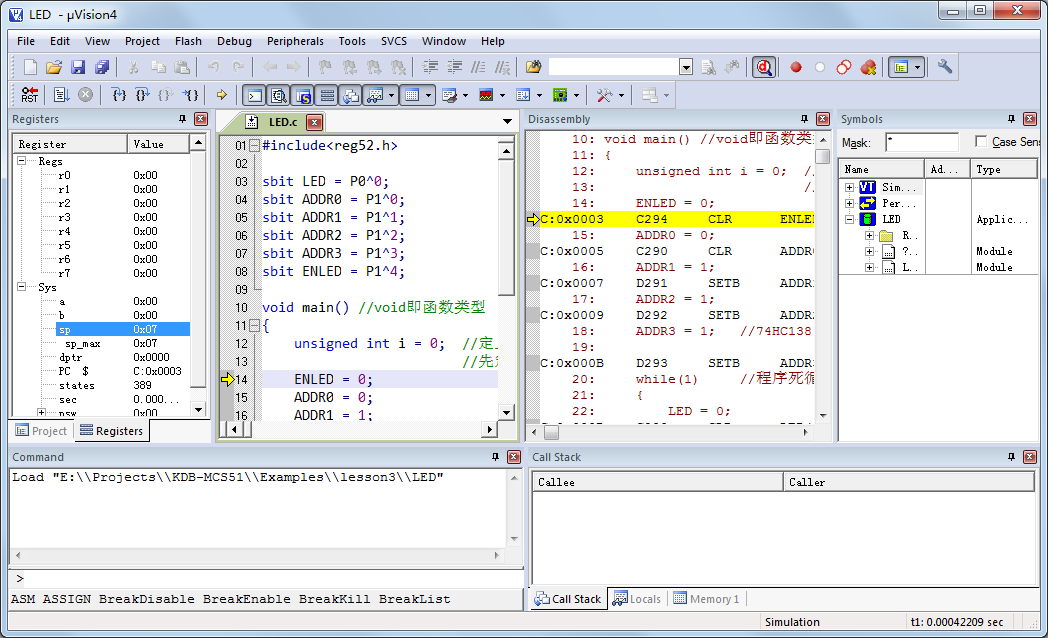 LED - µVision4
File Edit View Project Flash Debug Peripherals Tools SVCS Window Help
RST
Registers
Register Value
Regs
r0 0x00
r1 0x00
r2 0x00
r3 0x00
r4 0x00
r5 0x00
r6 0x00
r7 0x00
Sys
a 0x00
b 0x00
sp 0x07
sp_max 0x07
dptr 0x0000
PC $ C:0x0003
states 389
sec 0.000...
psw 0x00
Project Registers
LED.c
01 #include<reg52.h>
02
03 sbit LED = P0^0;
04 sbit ADDR0 = P1^0;
05 sbit ADDR1 = P1^1;
06 sbit ADDR2 = P1^2;
07 sbit ADDR3 = P1^3;
08 sbit ENLED = P1^4;
09
10 void main() //void即函数类型
11 {
12 unsigned int i = 0; //定
13 //先
14 ENLED = 0;
15 ADDR0 = 0;
16 ADDR1 = 1;
Disassembly
10: void main() //void即函数类
11: {
12: unsigned int i = 0; //
13: //
14: ENLED = 0;
C:0x0003 C294 CLR ENLE
15: ADDR0 = 0;
C:0x0005 C290 CLR ADDR
16: ADDR1 = 1;
C:0x0007 D291 SETB ADDR
17: ADDR2 = 1;
C:0x0009 D292 SETB ADDR
18: ADDR3 = 1; //74HC138
19:
C:0x000B D293 SETB ADDR
20: while(1) //程序死循
21: {
22: LED = 0;
Symbols
Mask: * Case Sens
Name Ad... Type
VT Sim...
Per...
LED Applic...
R..
?.. Module
L.. Module
Command
Load "E:\\Projects\\KDB-MCS51\\Examples\\lesson3\\LED"
>
ASM ASSIGN BreakDisable BreakEnable BreakKill BreakList
Call Stack
Callee Caller
Call Stack Locals Memory 1
Simulation t1: 0.00042209 sec